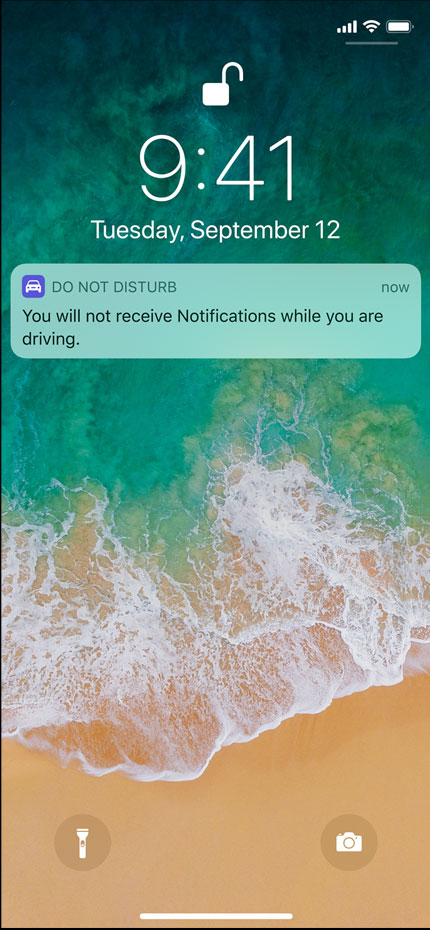 9:41
Tuesday, September 12
DO NOT DISTURB now
You will not receive Notifications while you are
driving.